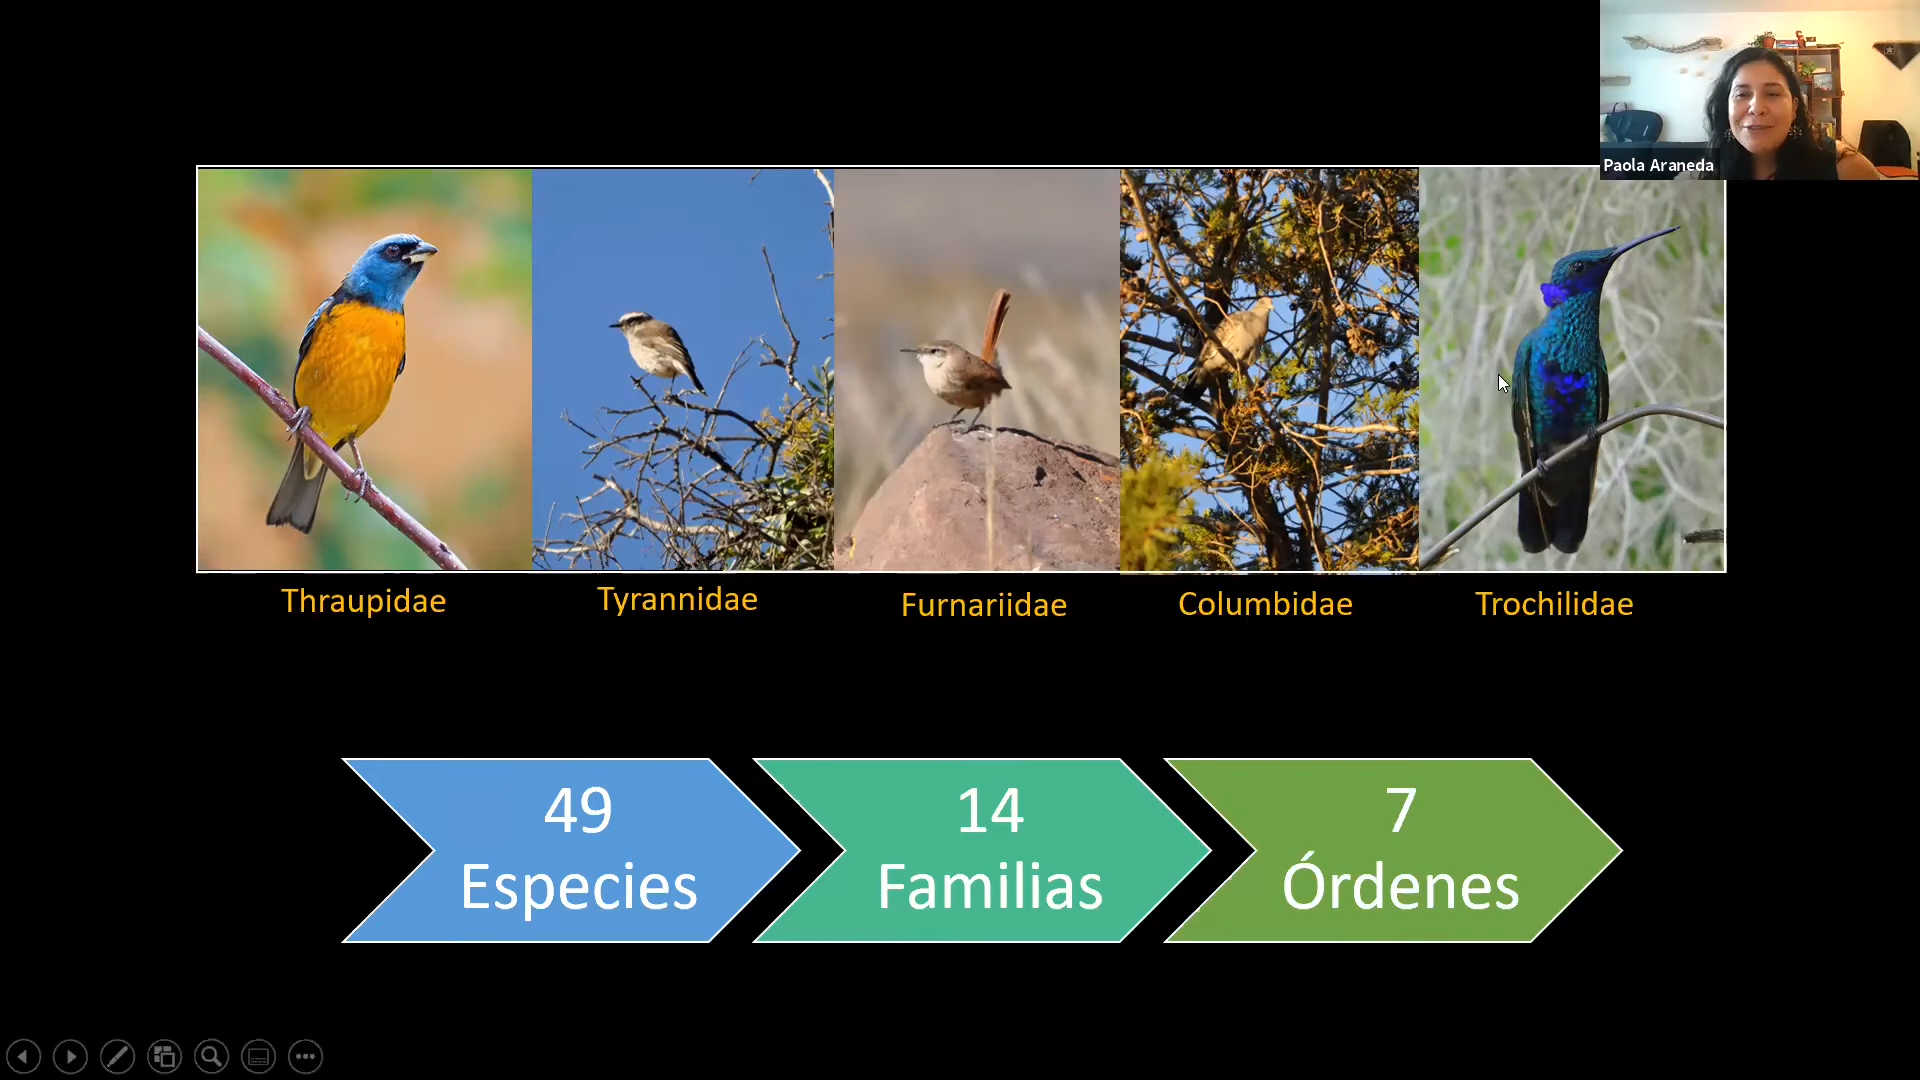 Paola Araneda
Thraupidae
Tyrannidae
Furnariidae
Columbidae
Trochilidae
49
Especies
14
Familias
7
Órdenes